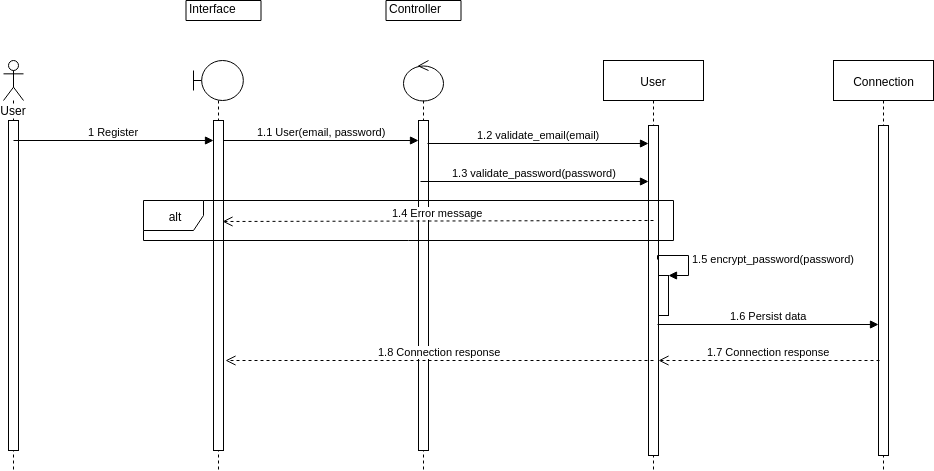 Interface
Controller
User
User
Connection
1 Register
1.1 User(email, password)
1.2 validate_email(email)
1.3 validate_password(password)
alt
1.4 Error message
1.5 encrypt_password(password)
1.6 Persist data
1.8 Connection response
1.7 Connection response